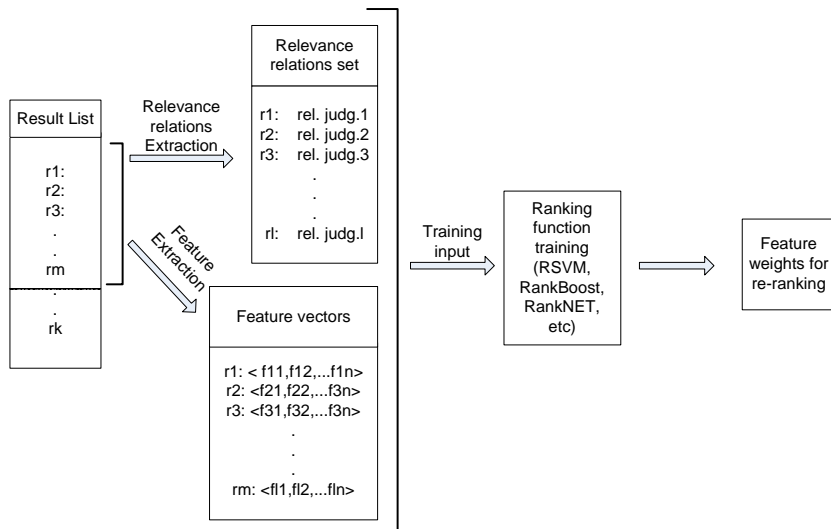 Result List
r1:
r2:
r3:
.
.
rm
.
.
rk
Relevance
relations
Extraction
Feature
Extraction
Relevance
relations set
r1: rel. judg.1
r2: rel. judg.2
r3: rel. judg.3
.
.
.
rl: rel. judg.l
Feature vectors
r1: < f11,f12,...f1n>
r2: <f21,f22,...f3n>
r3: <f31,f32,...f3n>
.
.
.
rm: <fl1,fl2,...fln>
Training
input
Ranking
function
training
(RSVM,
RankBoost,
RankNET,
etc)
Feature
weights for
re-ranking